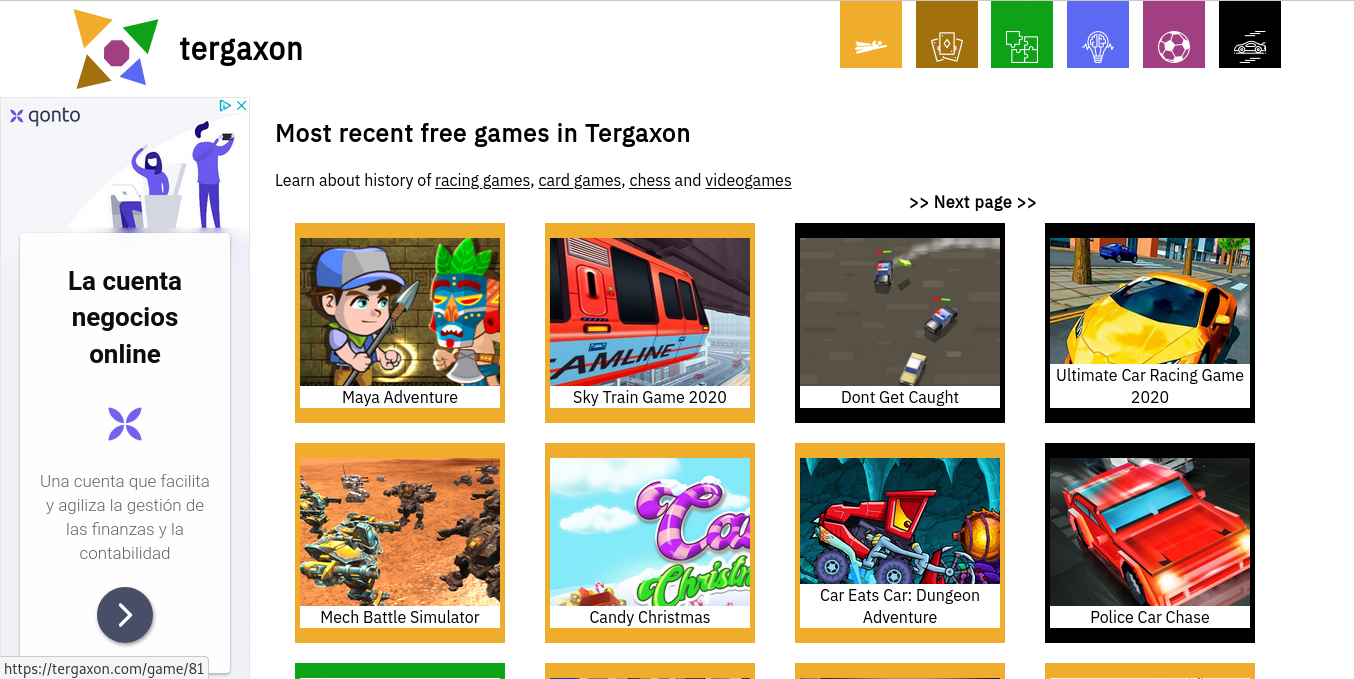 tergaxon
qonto
La cuenta
negocios
online
Una cuenta que facilita
y agiliza la gestión de
las finanzas y la
contabilidad
https://tergaxon.com/game/81
Most recent free games in Tergaxon
Learn about history of racing games, card games, chess and videogames
>> Next page >>
AMLINE
Maya Adventure
Sky Train Game 2020
Dont Get Caught
Ultimate Car Racing Game
2020
Ca
Christm
Mech Battle Simulator
Candy Christmas
Car Eats Car: Dungeon
Adventure
Police Car Chase